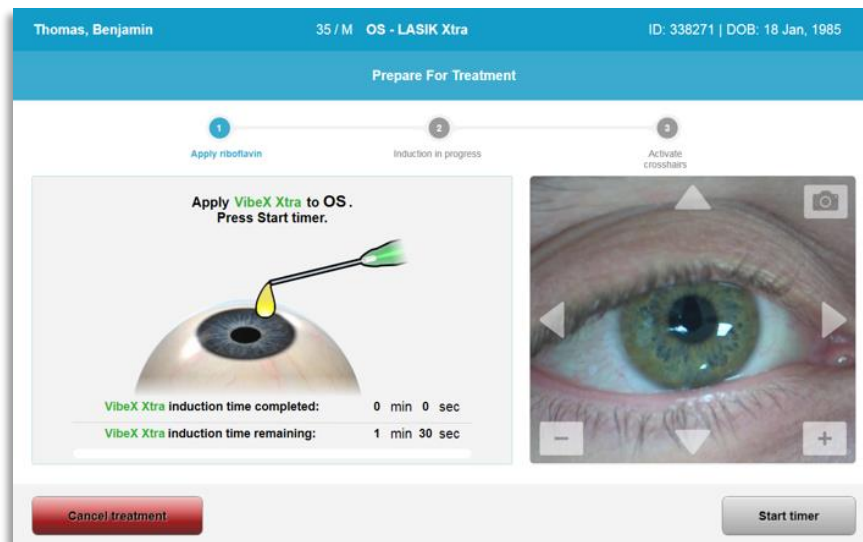 Thomas, Benjamin 35 / M OS - LASIK Xtra ID: 338271 | DOB: 18 Jan, 1985
Prepare For Treatment
1 2 3
Apply riboflavin Induction in progress Activate
crosshairs
Apply VibeX Xtra to OS.
Press Start timer.
VibeX Xtra induction time completed: 0 min 0 sec
VibeX Xtra induction time remaining: 1 min 30 sec
Cancel treatment Start timer